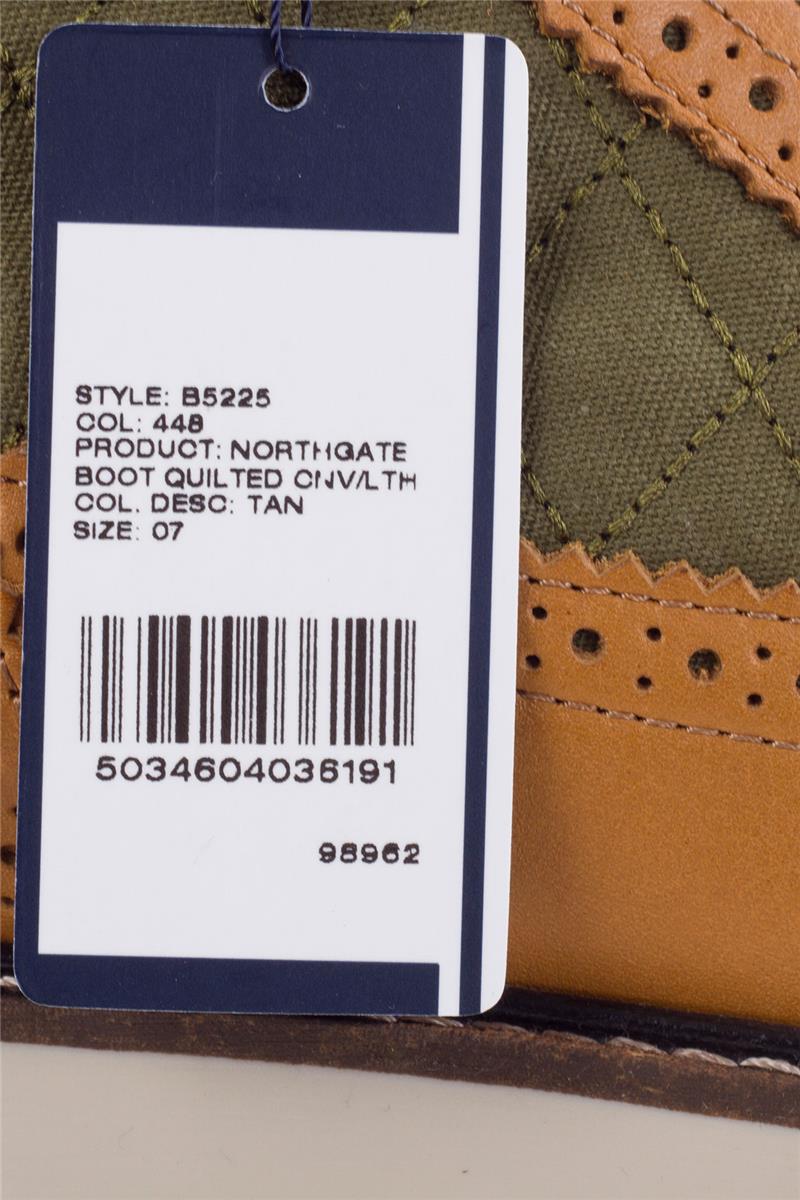 STYLE: B5225
COL: 448
PRODUCT: NORTHGATE
BOOT QUILTED CNV/LTH
COL. DESC: TAN
SIZE: 07
5034604036191
98962